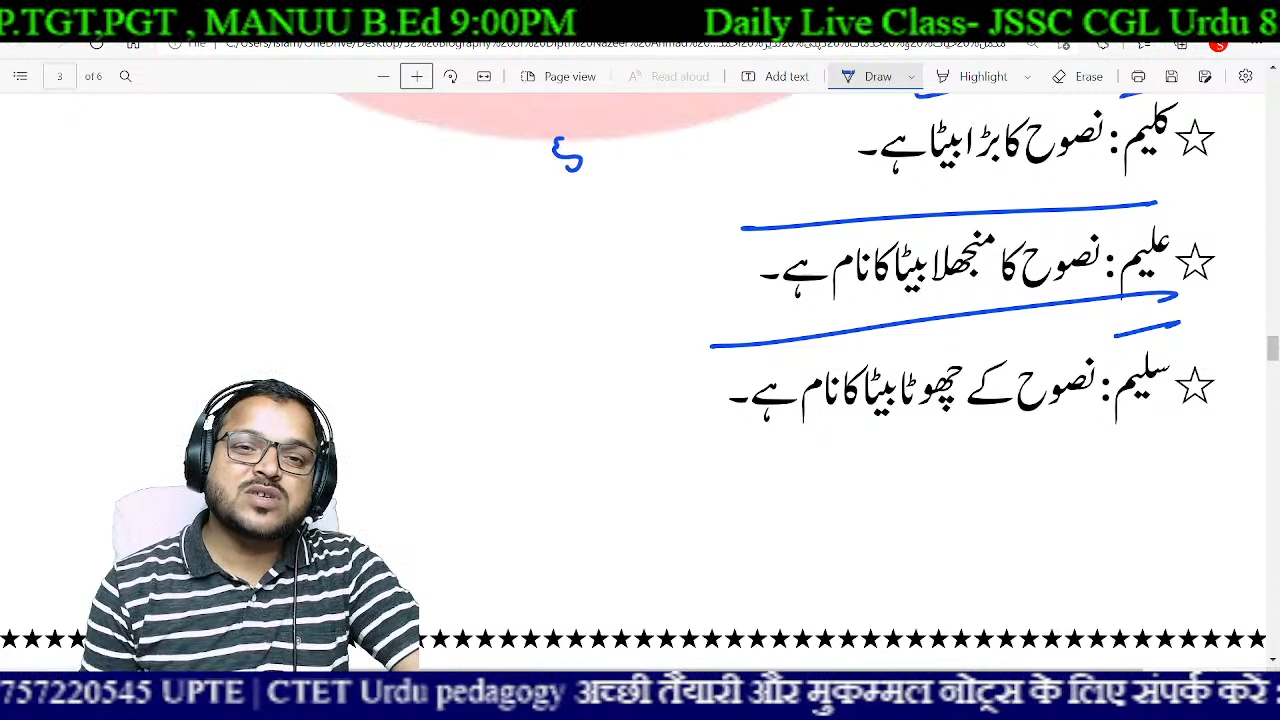 P.TGT,PGT , MANUU B.Ed 9:00PM Daily Live Class- JSSC CGL Urdu 8
3 of 6 Page view Read aloud Add text Draw Highlight Erase
☆ کلیم : نصوح کا بڑا بیٹا ہے۔
☆ علیم : نصوح کا منجھلا بیٹا کا نام ہے۔
☆ سلیم : نصوح کے چھوٹا بیٹا کا نام ہے۔
757220545 UPTE | CTET Urdu pedagogy अच्छी तैयारी और मुकम्मल नोट्स के लिए संपर्क करें